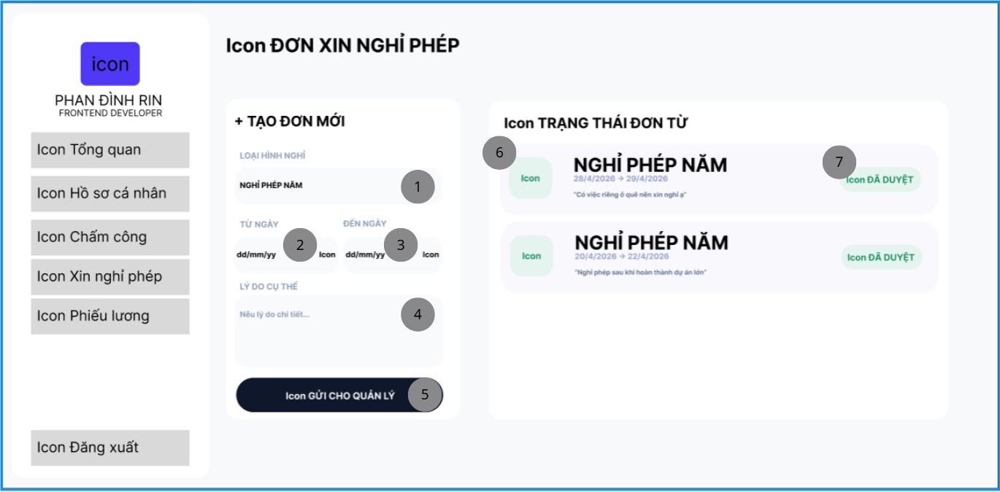 icon
PHAN ĐÌNH RIN
FRONTEND DEVELOPER
Icon Tổng quan
Icon Hồ sơ cá nhân
Icon Chấm công
Icon Xin nghỉ phép
Icon Phiếu lương
Icon Đăng xuất
Icon ĐƠN XIN NGHỈ PHÉP
+ TẠO ĐƠN MỚI
LOẠI HÌNH NGHỈ
NGHỈ PHÉP NĂM
1
TỪ NGÀY
ĐẾN NGÀY
dd/mm/yy
2
Icon
dd/mm/yy
3
Icon
LÝ DO CỤ THỂ
Nêu lý do chi tiết...
4
Icon GỬI CHO QUẢN LÝ
5
Icon TRẠNG THÁI ĐƠN TỪ
6
Icon
NGHỈ PHÉP NĂM
28/4/2026 → 29/4/2026
"Có việc riêng ở quê nên xin nghỉ ạ"
7
Icon ĐÃ DUYỆT
Icon
NGHỈ PHÉP NĂM
20/4/2026 → 22/4/2026
"Nghỉ phép sau khi hoàn thành dự án lớn"
Icon ĐÃ DUYỆT